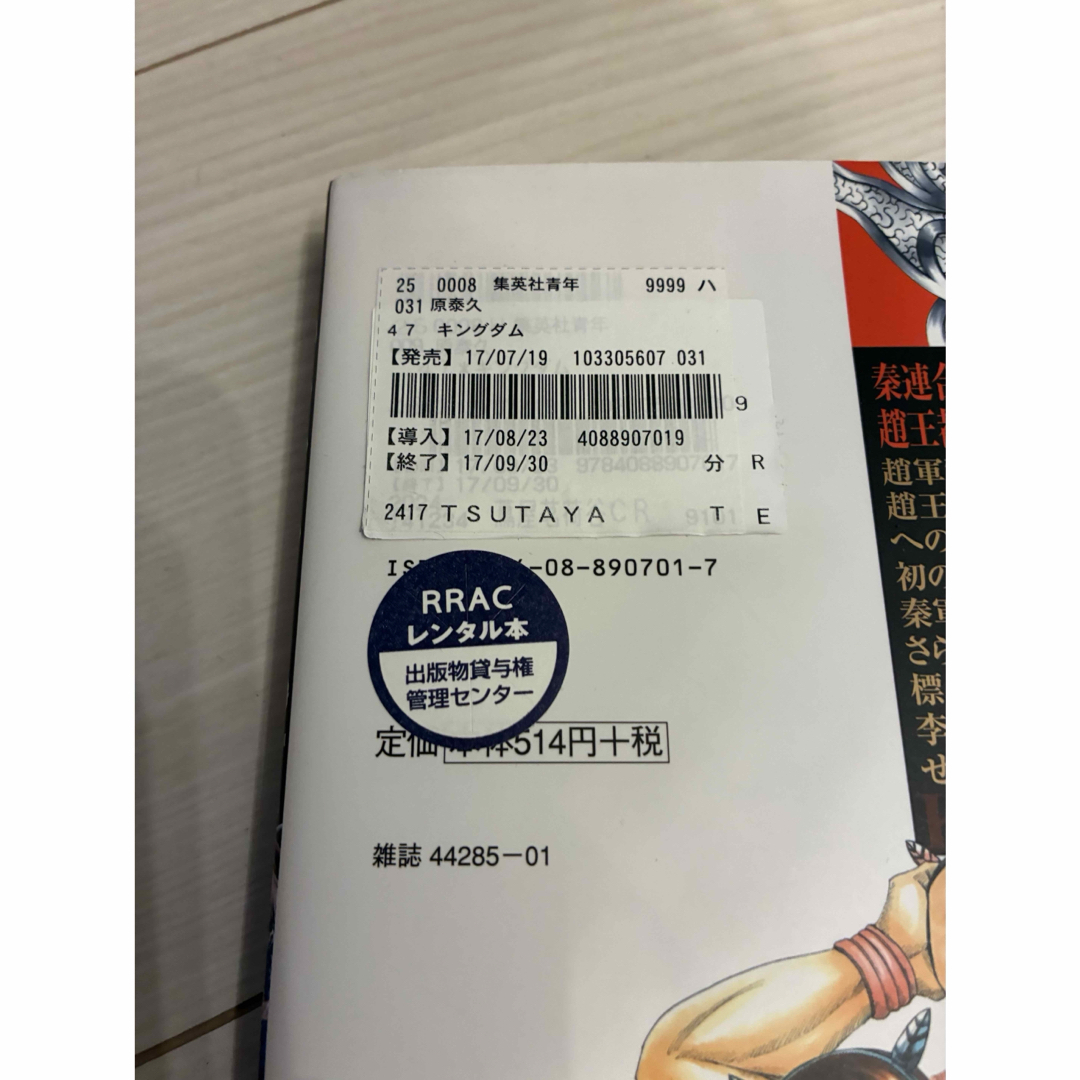 25 0008 集英社青年 9999 ハ
031 原泰久
47 キングダム
【発売】17/07/19 103305607 031
09
【導入】17/08/23 4088907019
【終了】17/09/30 分 R
2417 TSUTAYA T E
-08-890701-7
RRAC
レンタル本
出版物貸与権
管理センター
定価 本体514円+税
雑誌 44285-01
秦連合
趙王
趙軍
趙王
への
初の
秦軍
さら
標
李
せ